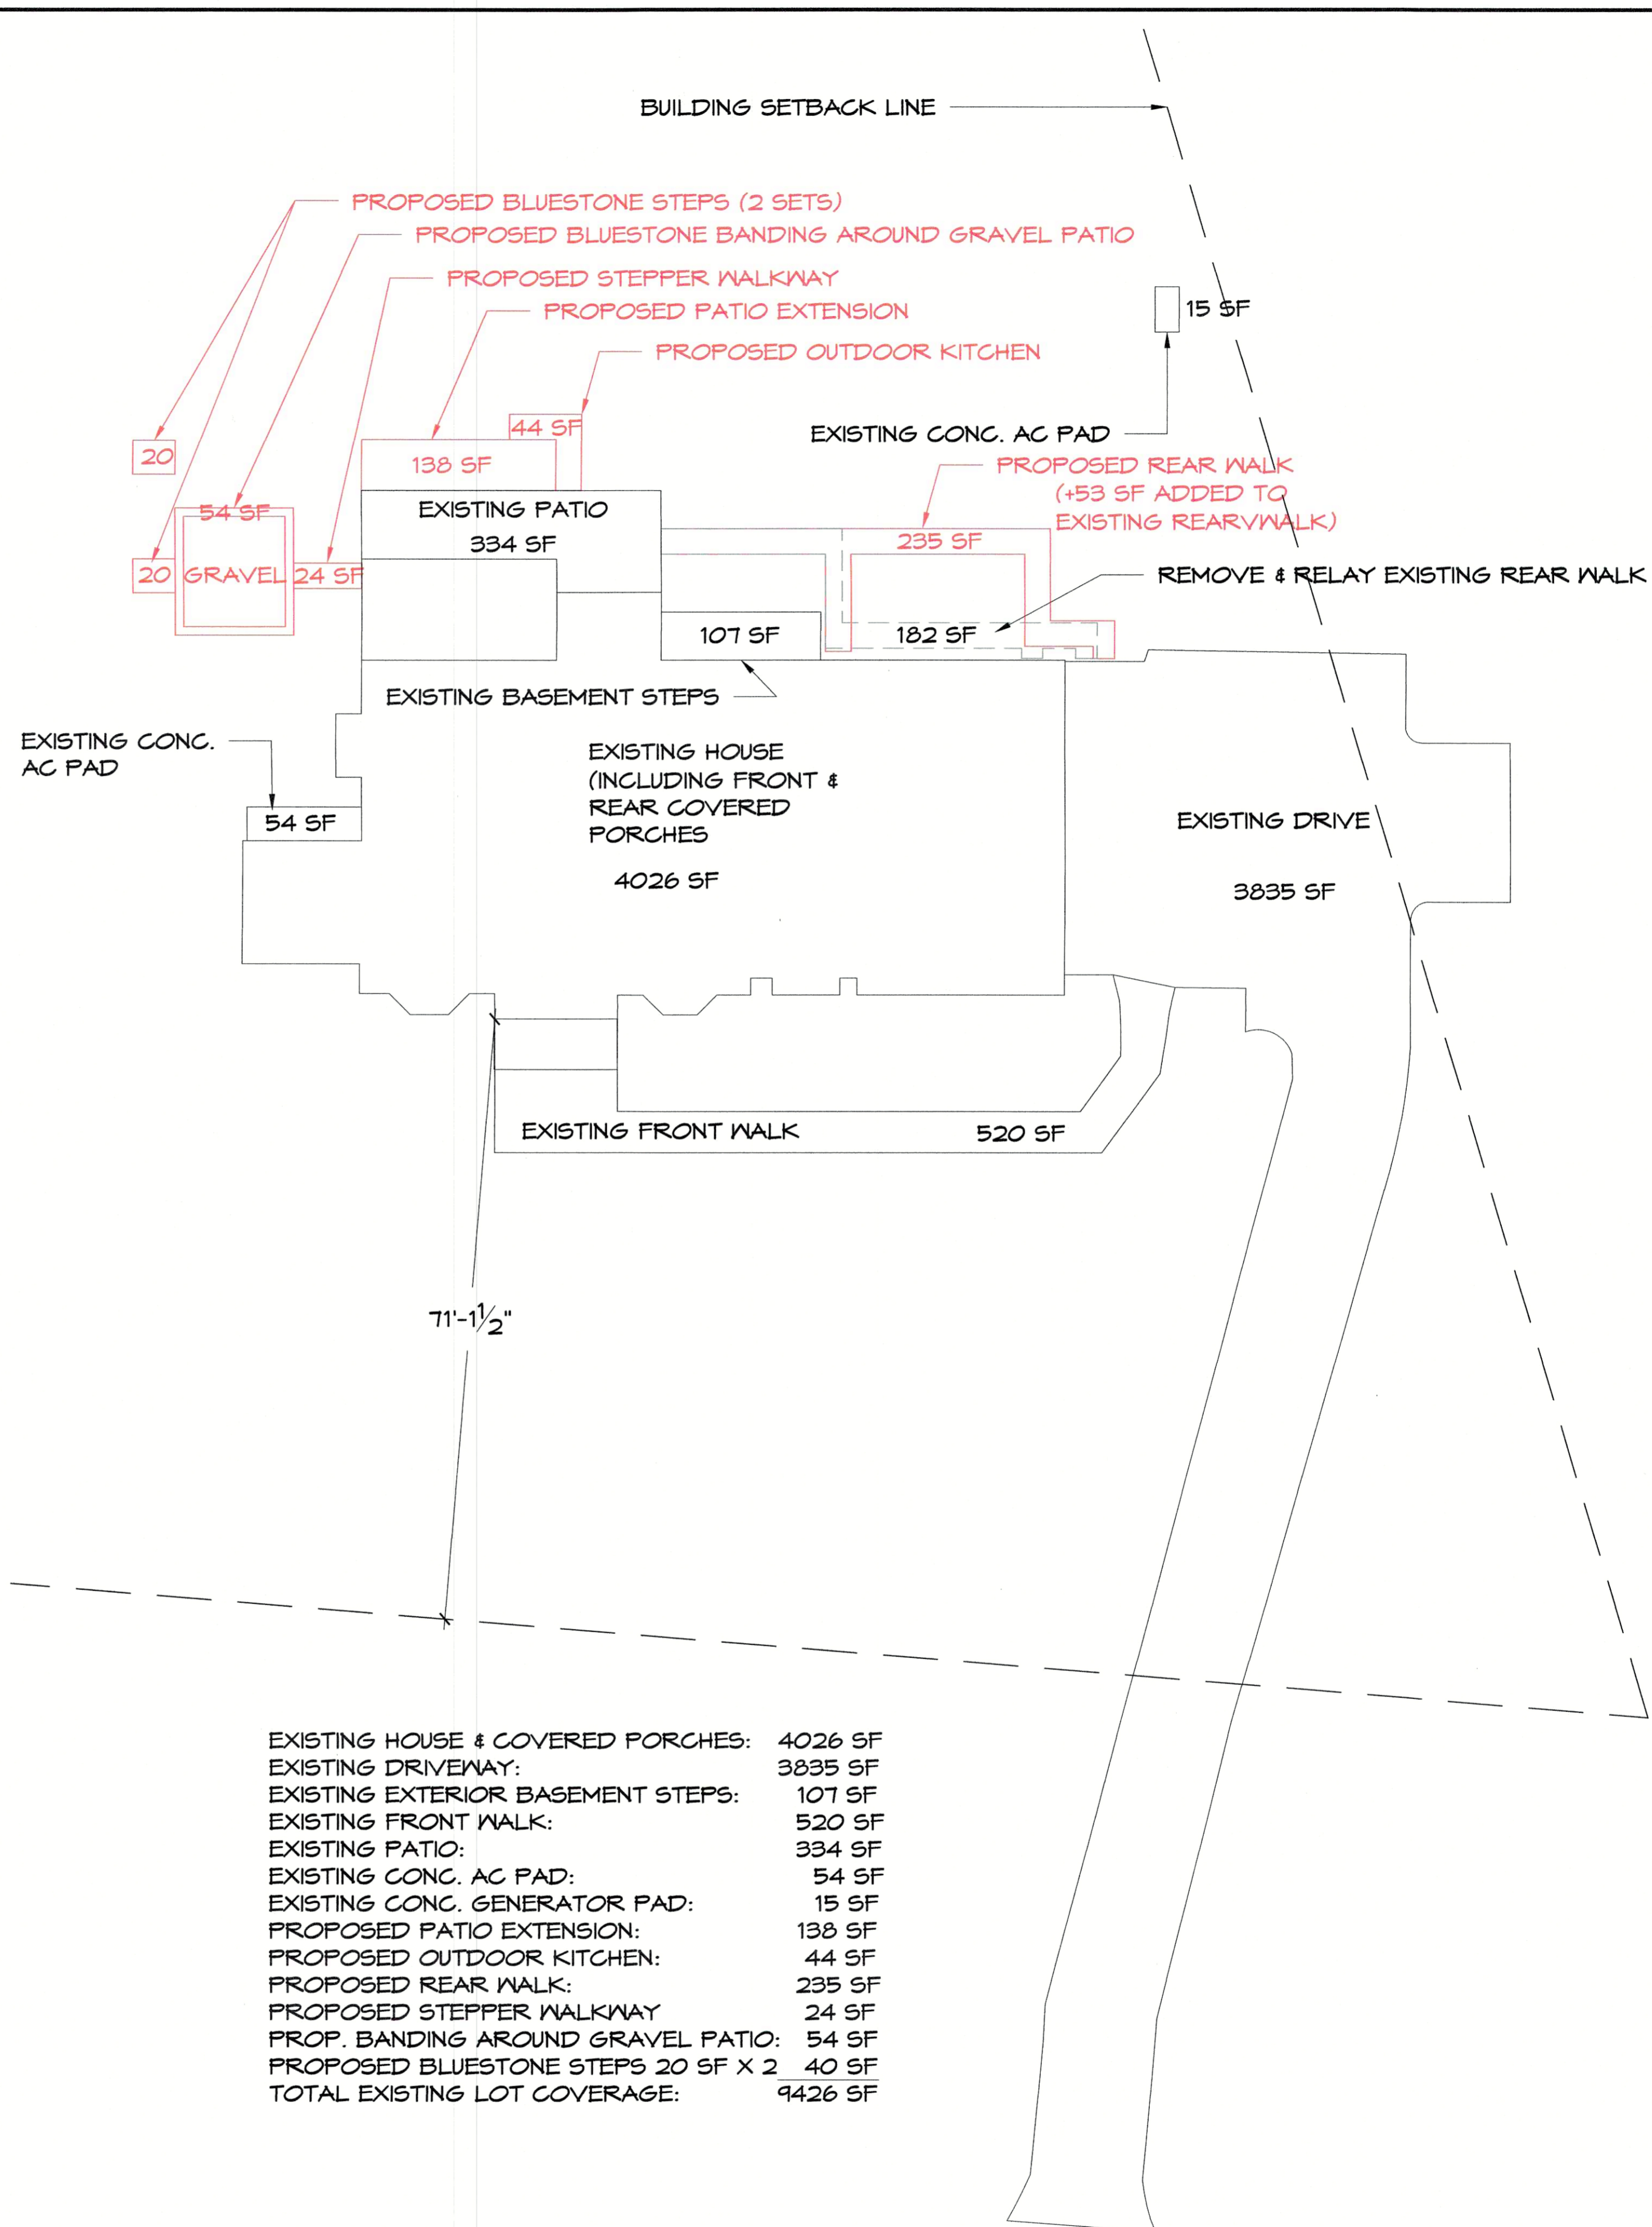 BUILDING SETBACK LINE
PROPOSED BLUESTONE STEPS (2 SETS)
PROPOSED BLUESTONE BANDING AROUND GRAVEL PATIO
PROPOSED STEPPER WALKWAY
PROPOSED PATIO EXTENSION
PROPOSED OUTDOOR KITCHEN
15 SF
EXISTING CONC. AC PAD
44 SF
20
138 SF
PROPOSED REAR WALK
(+53 SF ADDED TO
EXISTING REARVWALK)
54 SF
EXISTING PATIO
334 SF
235 SF
20
GRAVEL
24 SF
REMOVE & RELAY EXISTING REAR WALK
107 SF
182 SF
EXISTING BASEMENT STEPS
EXISTING CONC.
AC PAD
54 SF
EXISTING HOUSE
(INCLUDING FRONT &
REAR COVERED
PORCHES
4026 SF
EXISTING DRIVE
3835 SF
EXISTING FRONT WALK 520 SF
71'-1 1/2"
EXISTING HOUSE & COVERED PORCHES: 4026 SF
EXISTING DRIVEWAY: 3835 SF
EXISTING EXTERIOR BASEMENT STEPS: 107 SF
EXISTING FRONT WALK: 520 SF
EXISTING PATIO: 334 SF
EXISTING CONC. AC PAD: 54 SF
EXISTING CONC. GENERATOR PAD: 15 SF
PROPOSED PATIO EXTENSION: 138 SF
PROPOSED OUTDOOR KITCHEN: 44 SF
PROPOSED REAR WALK: 235 SF
PROPOSED STEPPER WALKWAY 24 SF
PROP. BANDING AROUND GRAVEL PATIO: 54 SF
PROPOSED BLUESTONE STEPS 20 SF X 2 40 SF
TOTAL EXISTING LOT COVERAGE: 9426 SF